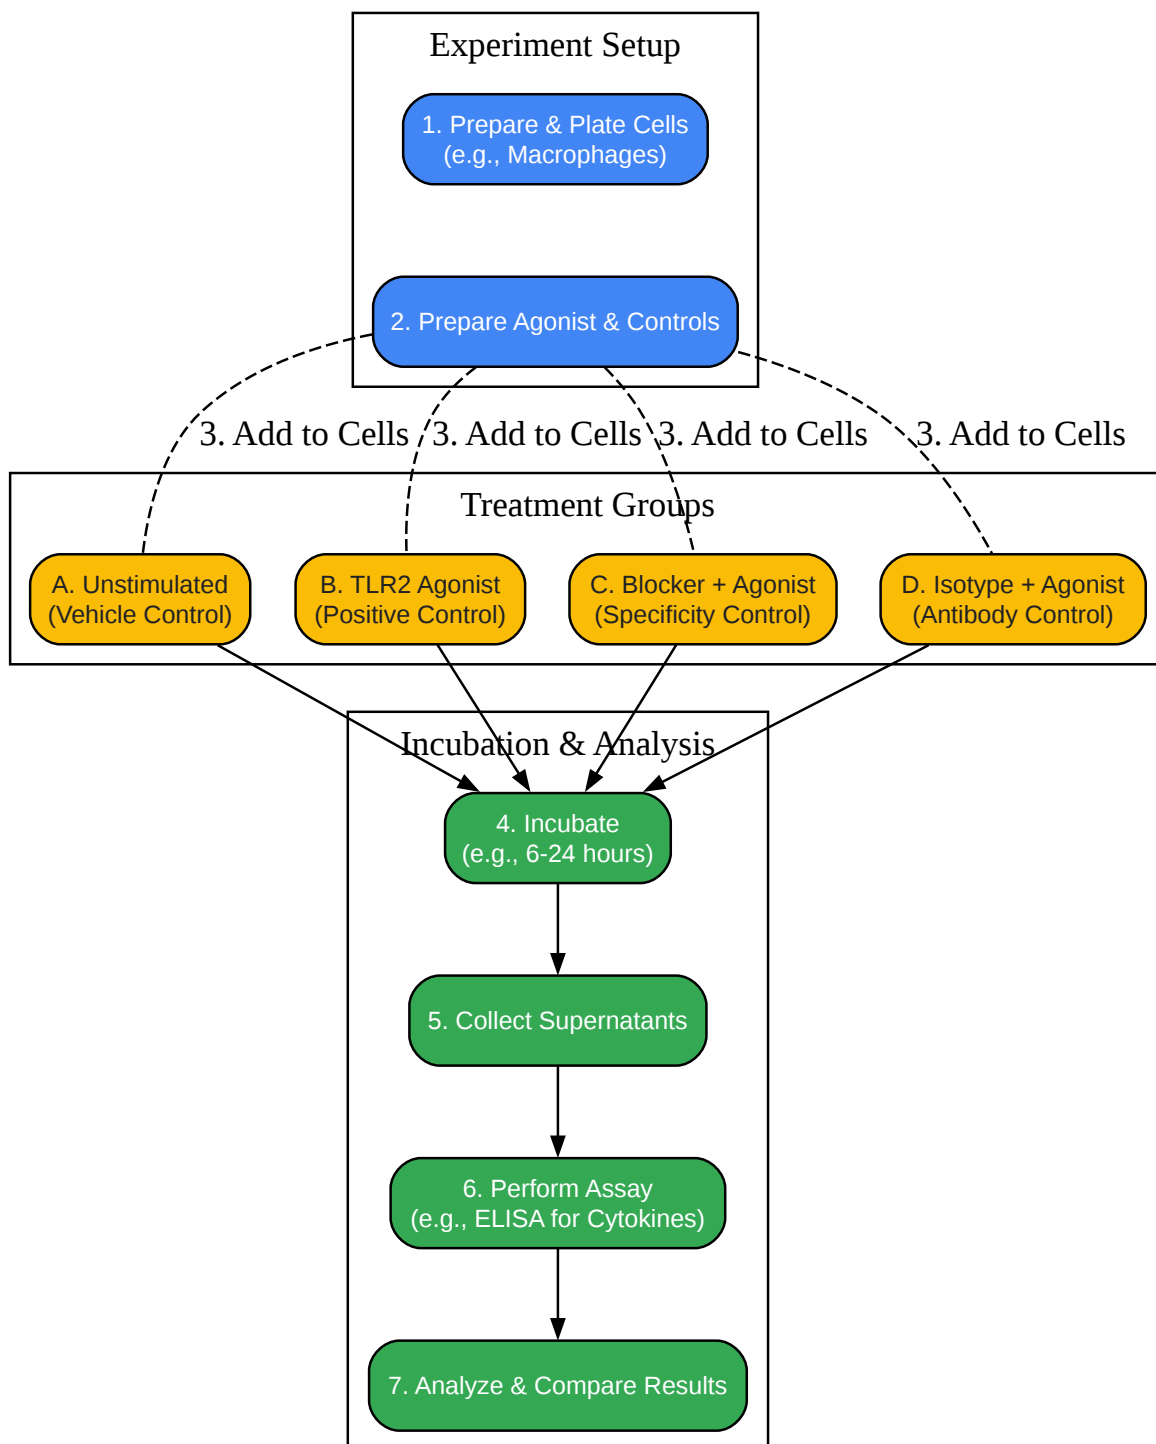 Experiment Setup
1. Prepare & Plate Cells
(e.g., Macrophages)
2. Prepare Agonist & Controls
3. Add to Cells
3. Add to Cells
3. Add to Cells
3. Add to Cells
Treatment Groups
A. Unstimulated
(Vehicle Control)
B. TLR2 Agonist
(Positive Control)
C. Blocker + Agonist
(Specificity Control)
D. Isotype + Agonist
(Antibody Control)
Incubation & Analysis
4. Incubate
(e.g., 6-24 hours)
5. Collect Supernatants
6. Perform Assay
(e.g., ELISA for Cytokines)
7. Analyze & Compare Results